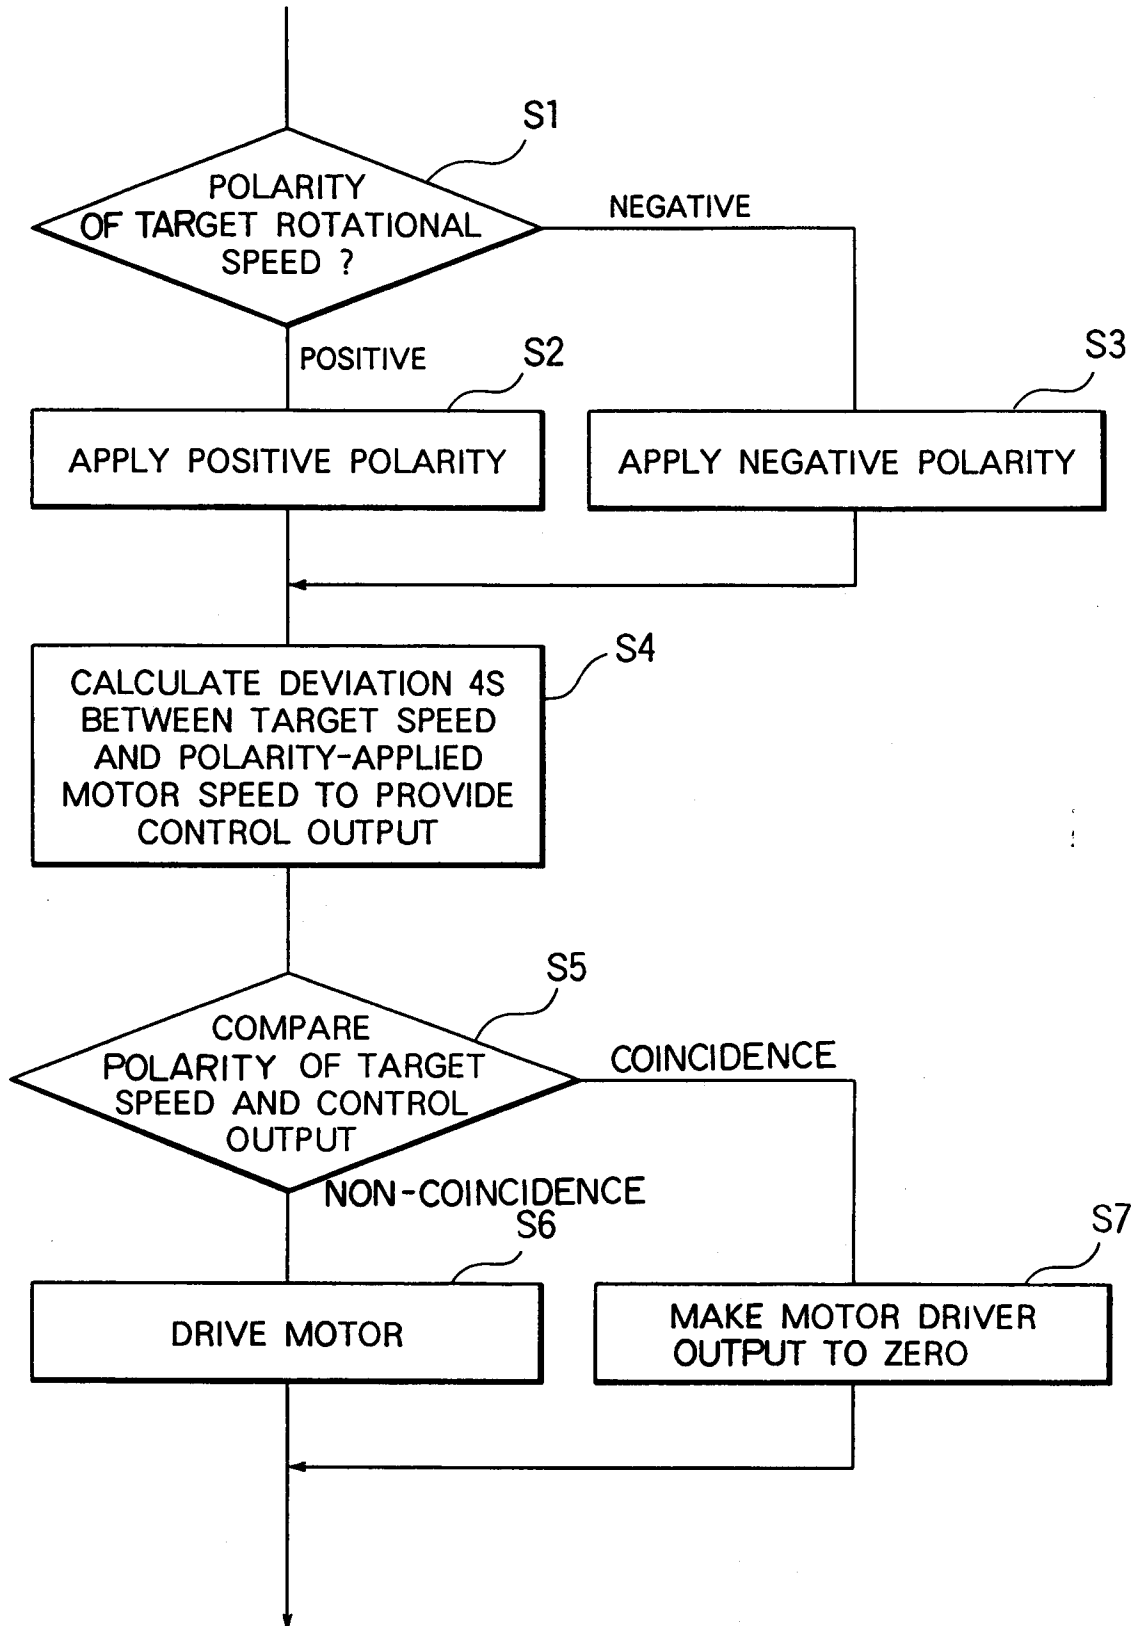 S1
POLARITY
OF TARGET ROTATIONAL
SPEED ?
NEGATIVE
POSITIVE
S2
S3
APPLY POSITIVE POLARITY
APPLY NEGATIVE POLARITY
S4
CALCULATE DEVIATION 4S
BETWEEN TARGET SPEED
AND POLARITY-APPLIED
MOTOR SPEED TO PROVIDE
CONTROL OUTPUT
S5
COMPARE
POLARITY OF TARGET
SPEED AND CONTROL
OUTPUT
COINCIDENCE
NON-COINCIDENCE
S6
S7
DRIVE MOTOR
MAKE MOTOR DRIVER
OUTPUT TO ZERO